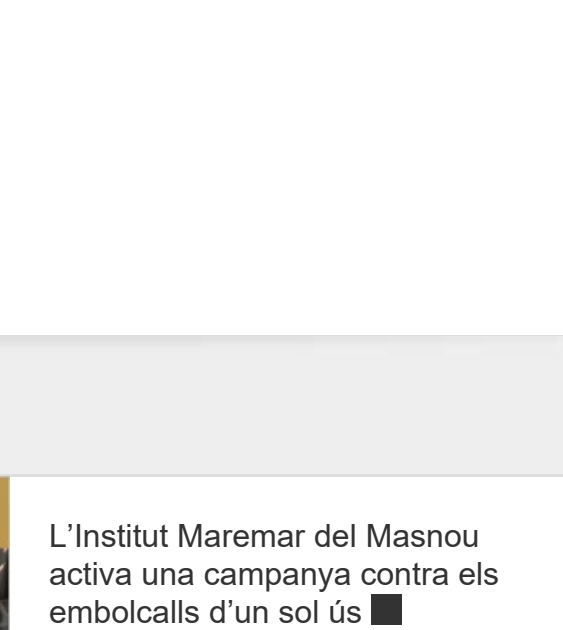 L’Institut Maremar del Masnou
activa una campanya contra els
embolcalls d’un sol ús